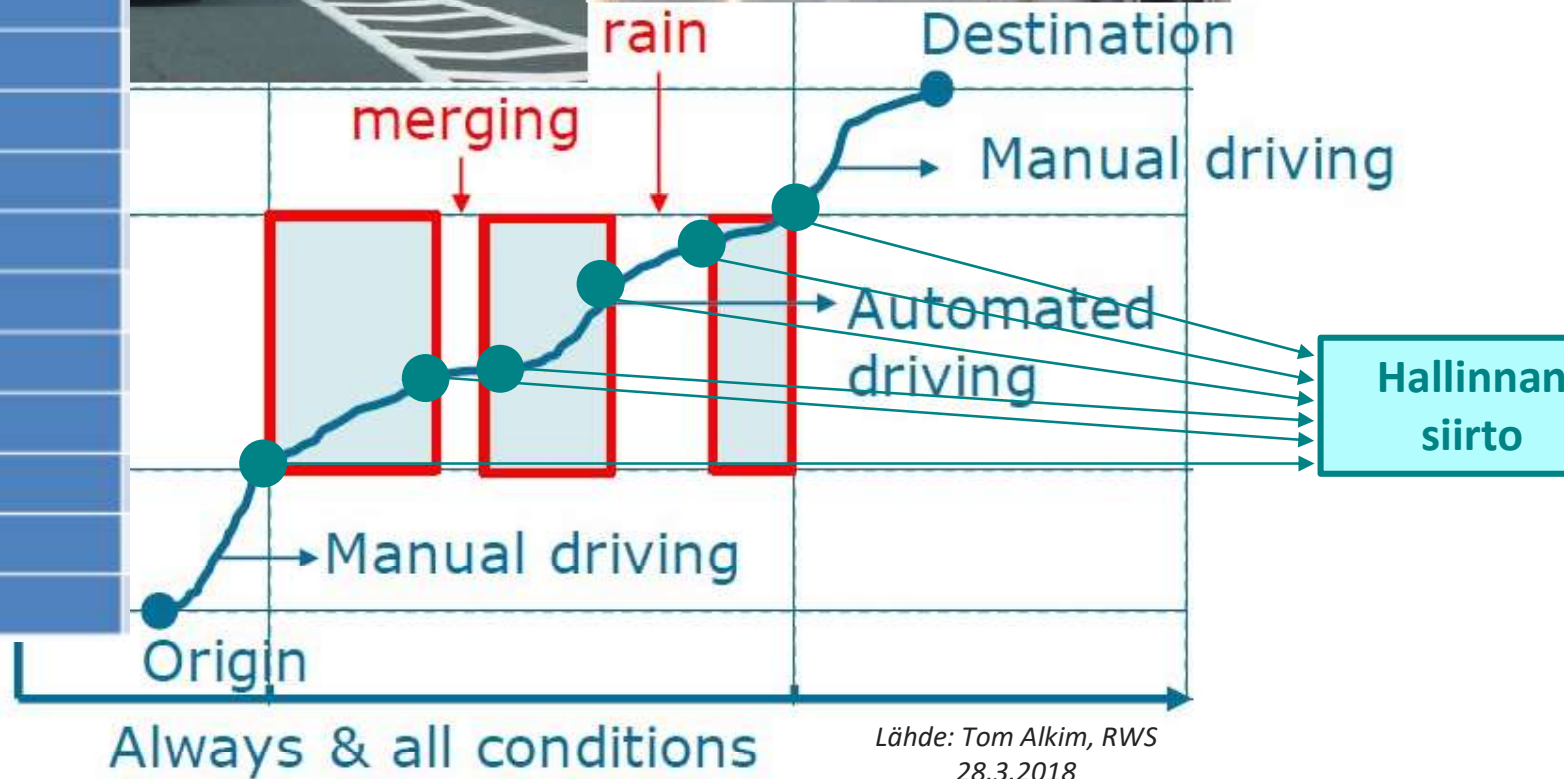 rain
Destination
merging
Manual driving
Automated
driving
Hallinnan
siirto
Manual driving
Origin
Always & all conditions
Lähde: Tom Alkim, RWS
28.3.2018